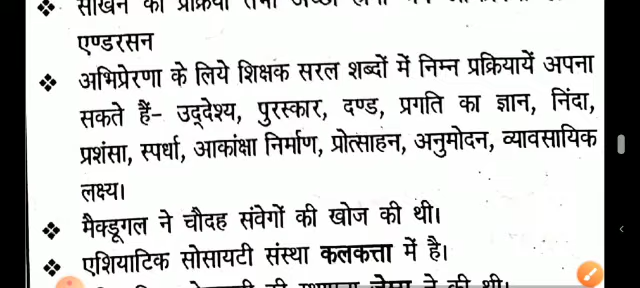 एण्डरसन
❖ अभिप्रेरणा के लिये शिक्षक सरल शब्दों में निम्न प्रक्रियायें अपना
सकते हैं- उद्देश्य, पुरस्कार, दण्ड, प्रगति का ज्ञान, निंदा,
प्रशंसा, स्पर्धा, आकांक्षा निर्माण, प्रोत्साहन, अनुमोदन, व्यावसायिक
लक्ष्य।
❖ मैक्डूगल ने चौदह संवेगों की खोज की थी।
❖ एशियाटिक सोसायटी संस्था कलकत्ता में है।